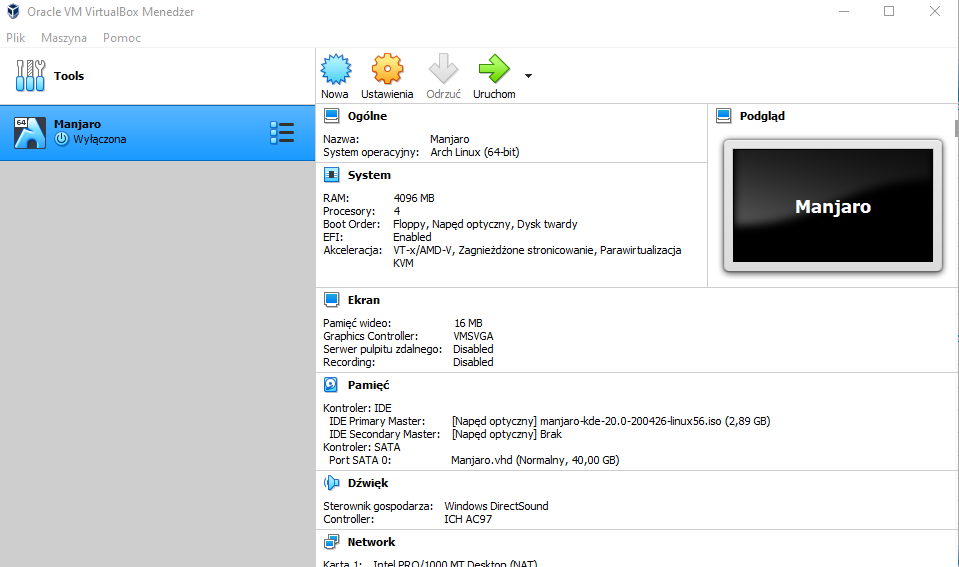 Oracle VM VirtualBox Menedżer
Plik Maszyna Pomoc
Tools
64
Manjaro
Wyłączona
Nowa Ustawienia Odrzuć Uruchom
Ogólne
Nazwa: Manjaro
System operacyjny: Arch Linux (64-bit)
Podgląd
Manjaro
System
RAM: 4096 MB
Procesory: 4
Boot Order: Floppy, Napęd optyczny, Dysk twardy
EFI: Enabled
Akceleracja: VT-x/AMD-V, Zagnieżdżone stronicowanie, Parawirtualizacja
KVM
Ekran
Pamięć wideo: 16 MB
Graphics Controller: VMSVGA
Serwer pulpitu zdalnego: Disabled
Recording: Disabled
Pamięć
Kontroler: IDE
IDE Primary Master: [Napęd optyczny] manjaro-kde-20.0-200426-linux56.iso (2,89 GB)
IDE Secondary Master: [Napęd optyczny] Brak
Kontroler: SATA
Port SATA 0: Manjaro.vhd (Normalny, 40,00 GB)
Dźwięk
Sterownik gospodarza: Windows DirectSound
Controller: ICH AC97
Network
Karta 1: Intel PRO/1000 MT Desktop (NAT)